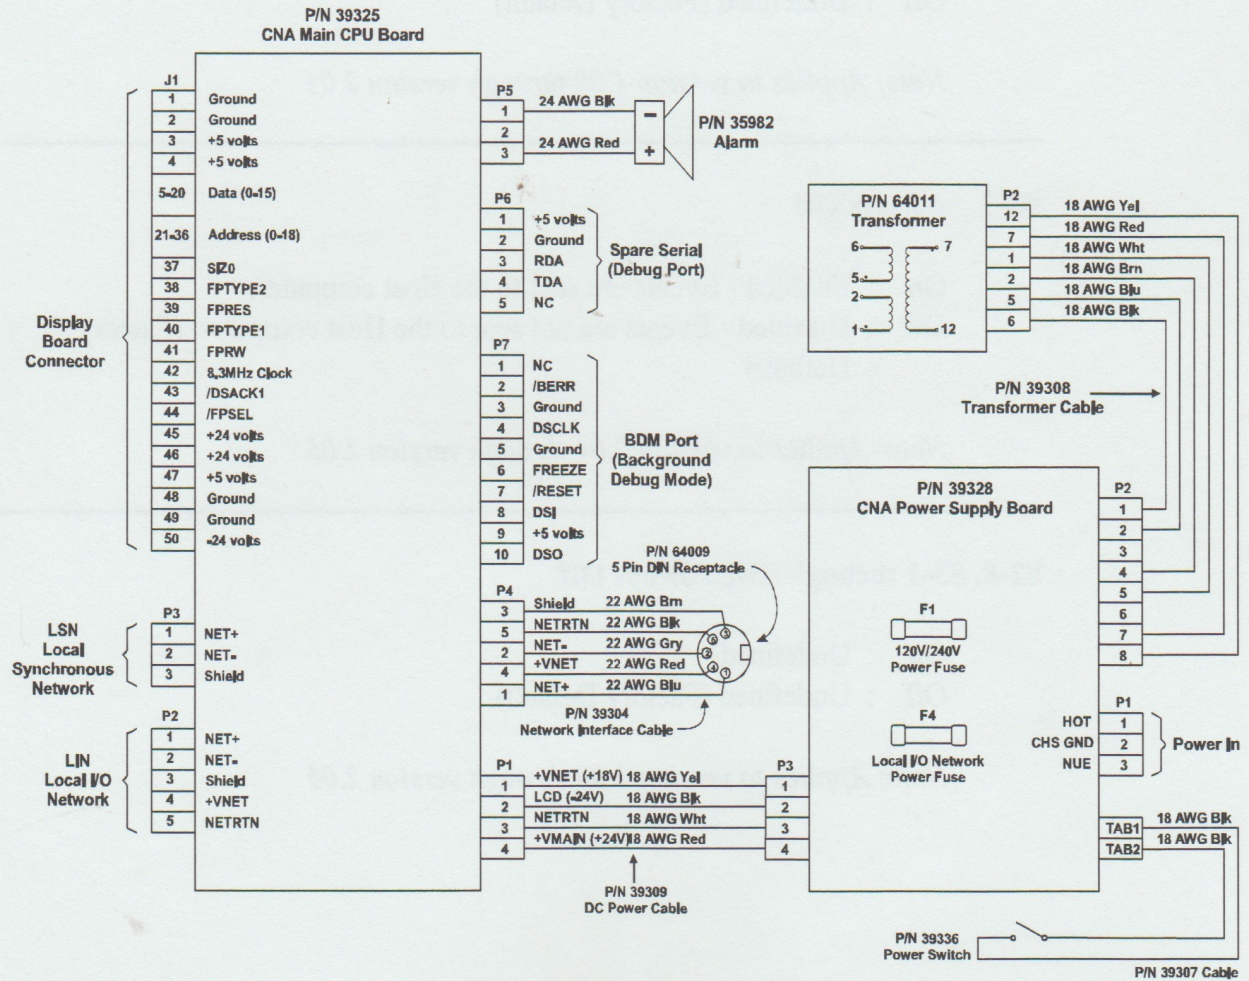 P/N 39325
CNA Main CPU Board
J1
1 Ground
2 Ground
3 +5 volts
4 +5 volts
5-20 Data (0-15)
21-36 Address (0-18)
37 SIZ0
38 FPTYPE2
39 FPRES
40 FPTYPE1
41 FPRW
42 8.3MHz Clock
43 /DSACK1
44 /FPSEL
45 +24 volts
46 +24 volts
47 +5 volts
48 Ground
49 Ground
50 -24 volts
Display
Board
Connector
P3
1 NET+
2 NET-
3 Shield
LSN
Local
Synchronous
Network
P2
1 NET+
2 NET-
3 Shield
4 +VNET
5 NETRTN
LIN
Local I/O
Network
P5
1 24 AWG Blk
2
3 24 AWG Red
-
+
P/N 35982
Alarm
P6
1 +5 volts
2 Ground
3 RDA
4 TDA
5 NC
Spare Serial
(Debug Port)
P7
1 NC
2 /BERR
3 Ground
4 DSCLK
5 Ground
6 FREEZE
7 /RESET
8 DSI
9 +5 volts
10 DSO
BDM Port
(Background
Debug Mode)
P/N 64009
5 Pin DIN Receptacle
P4
3 Shield 22 AWG Brn
5 NETRTN 22 AWG Blk
2 NET- 22 AWG Gry
4 +VNET 22 AWG Red
1 NET+ 22 AWG Blu
3
5
2
4
1
P/N 39304
Network Interface Cable
P1
1 +VNET (+18V) 18 AWG Yel
2 LCD (-24V) 18 AWG Blk
3 NETRTN 18 AWG Wht
4 +VMAIN (+24V) 18 AWG Red
P3
1
2
3
4
P/N 39309
DC Power Cable
P/N 64011
Transformer
6 7
5
2
1 12
P2
12 18 AWG Yel
7 18 AWG Red
1 18 AWG Wht
2 18 AWG Brn
5 18 AWG Blu
6 18 AWG Blk
P/N 39308
Transformer Cable
P/N 39328
CNA Power Supply Board
P2
1
2
3
4
5
6
7
8
F1
120V/240V
Power Fuse
F4
Local I/O Network
Power Fuse
P1
HOT 1
CHS GND 2
NUE 3
Power In
TAB1 18 AWG Blk
TAB2 18 AWG Blk
P/N 39336
Power Switch
P/N 39307 Cable